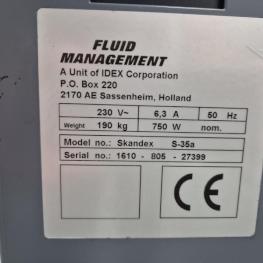 FLUID
MANAGEMENT
A Unit of IDEX Corporation
P.O. Box 220
2170 AE Sassenheim, Holland
230 V~ 6,3 A 50 Hz
Weight 190 kg 750 W nom.
Model no.: Skandex S-35a
Serial no.: 1610 - 805 - 27399
CE